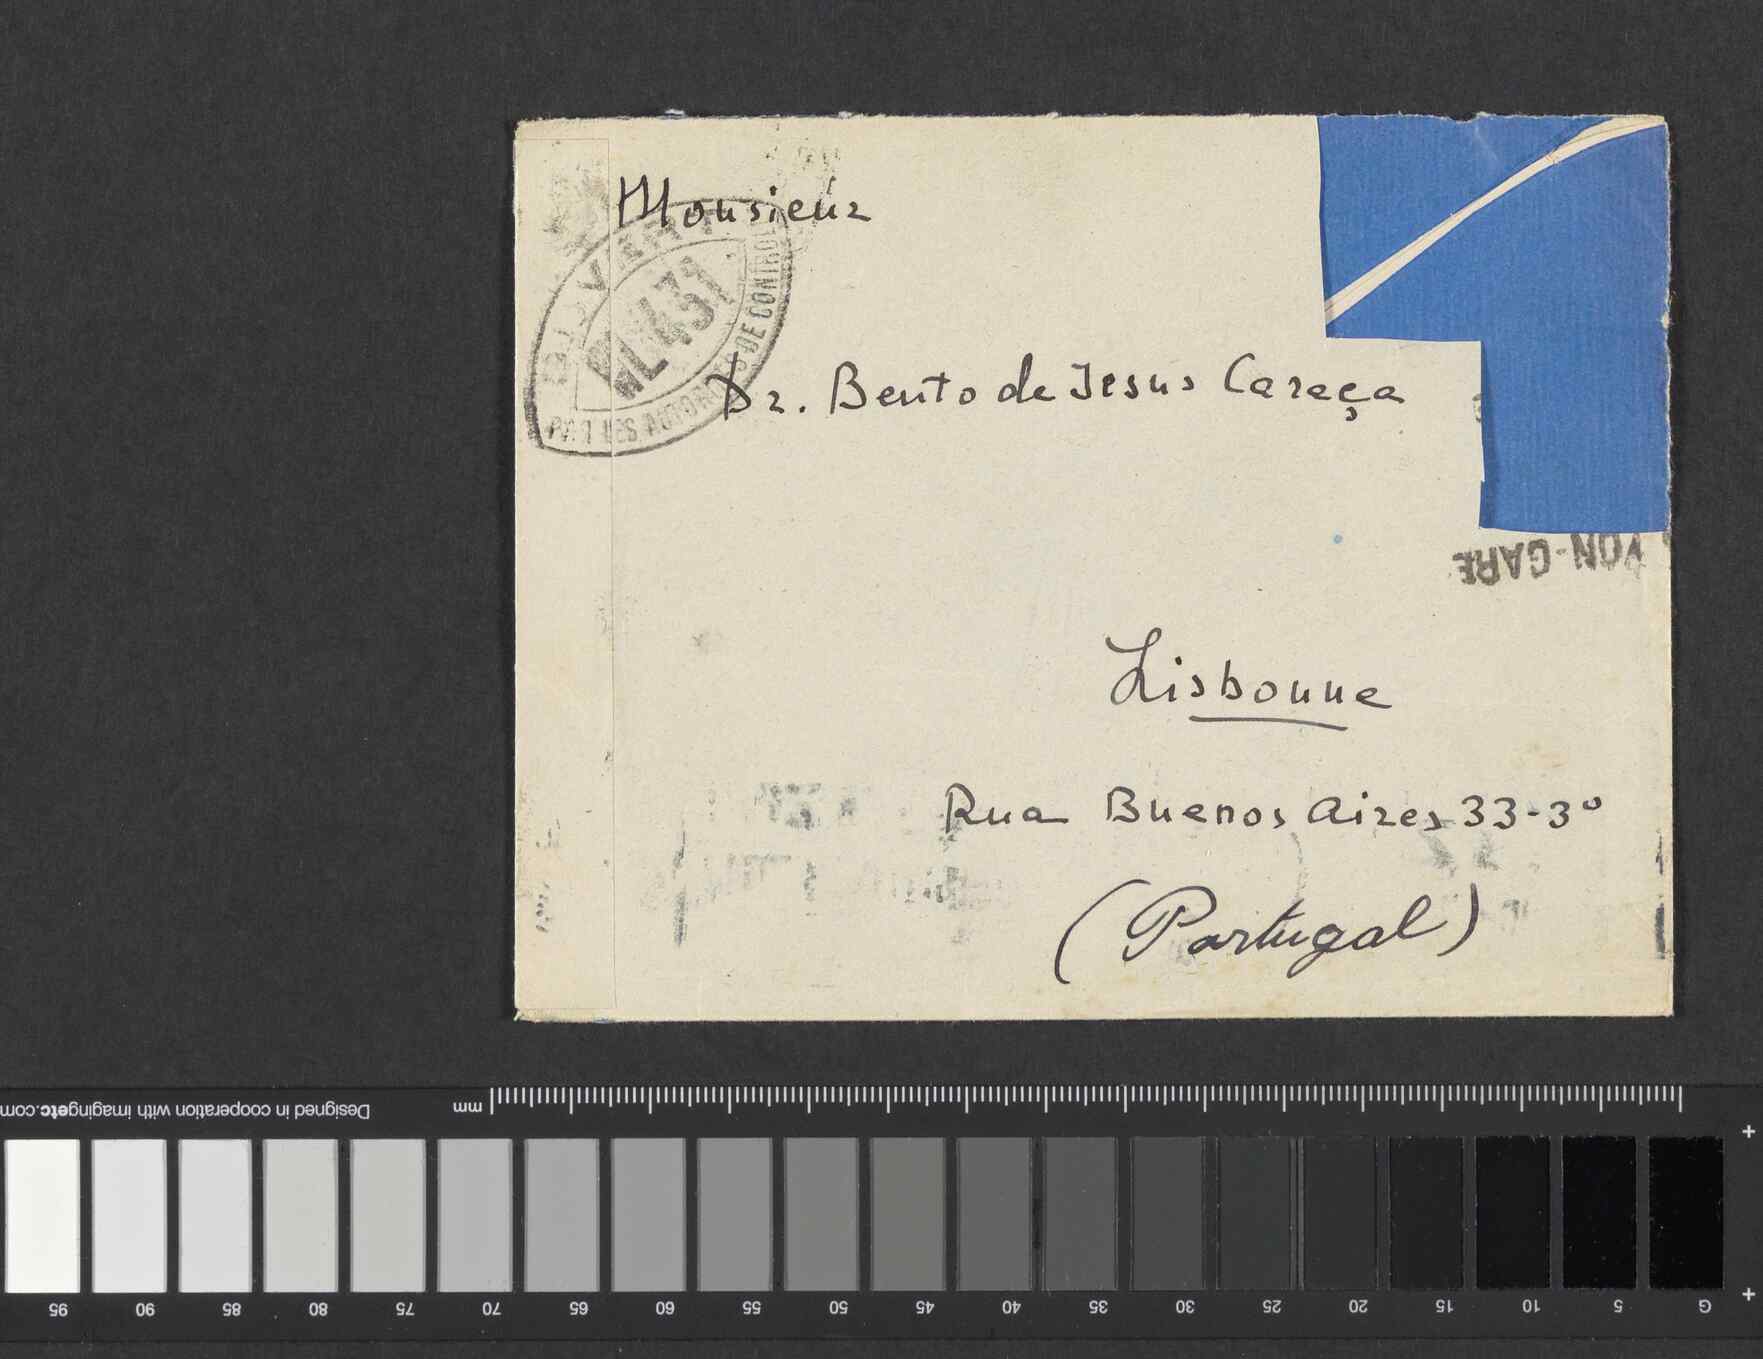 Monsieur
OUVERT
WL431
PAR LES AUTORITÉS DE CONTROLE
Dr. Bento de Jesus Caraça
YON-GARE
Lisbonne
Rua Buenos Aires 33-3º
(Portugal)
mm
Designed in cooperation with imagingetc.com
95 90 85 80 75 70 65 60 55 50 45 40 35 30 25 20 15 10 5 G